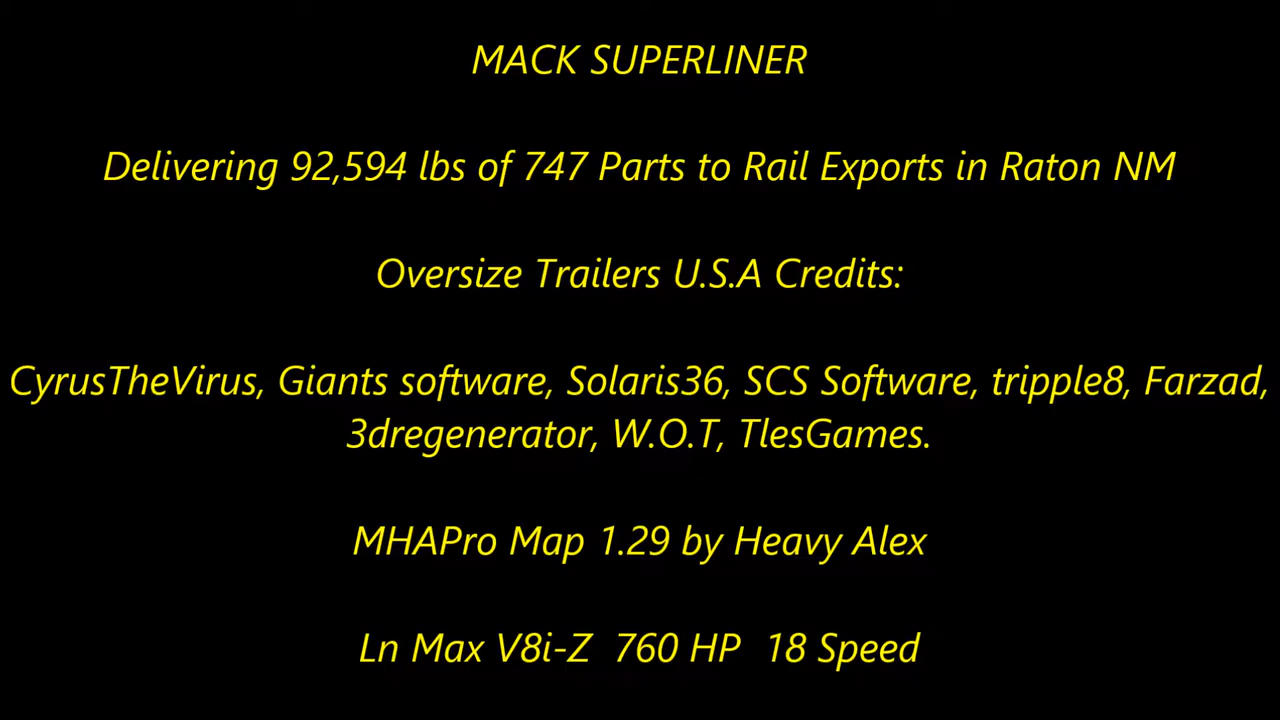 MACK SUPERLINER
Delivering 92,594 lbs of 747 Parts to Rail Exports in Raton NM
Oversize Trailers U.S.A Credits:
CyrusTheVirus, Giants software, Solaris36, SCS Software, tripple8, Farzad,
3dregenerator, W.O.T, TlesGames.
MHAPro Map 1.29 by Heavy Alex
Ln Max V8i-Z  760 HP  18 Speed